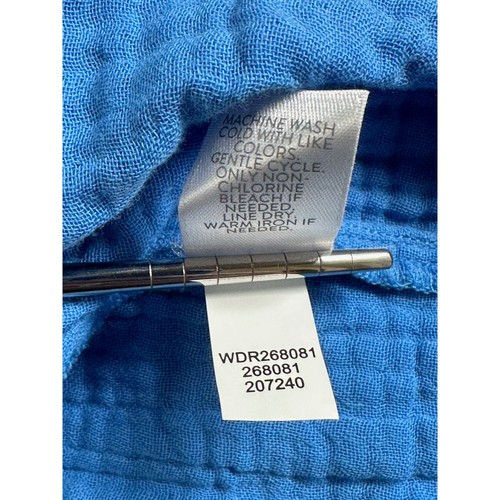 MACHINE WASH
COLD WITH LIKE
COLORS.
GENTLE CYCLE.
ONLY NON-
CHLORINE
BLEACH IF
NEEDED.
LINE DRY.
WARM IRON IF
NEEDED.
WDR268081
268081
207240